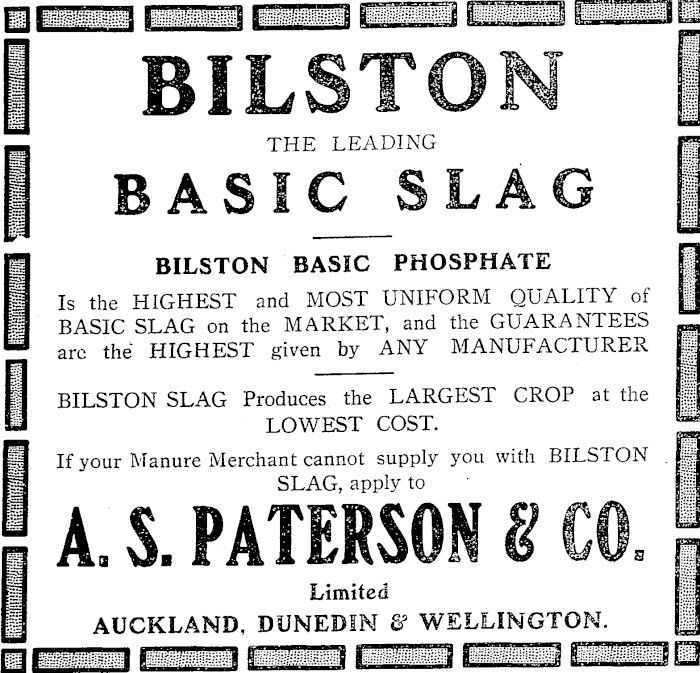 BILSTON
THE LEADING
BASIC SLAG
BILSTON BASIC PHOSPHATE
Is the HIGHEST and MOST UNIFORM QUALITY of
BASIC SLAG on the MARKET, and the GUARANTEES
are the HIGHEST given by ANY MANUFACTURER
BILSTON SLAG Produces the LARGEST CROP at the
LOWEST COST.
If your Manure Merchant cannot supply you with BILSTON
SLAG, apply to
A. S. PATERSON & CO.
Limited
AUCKLAND, DUNEDIN & WELLINGTON.